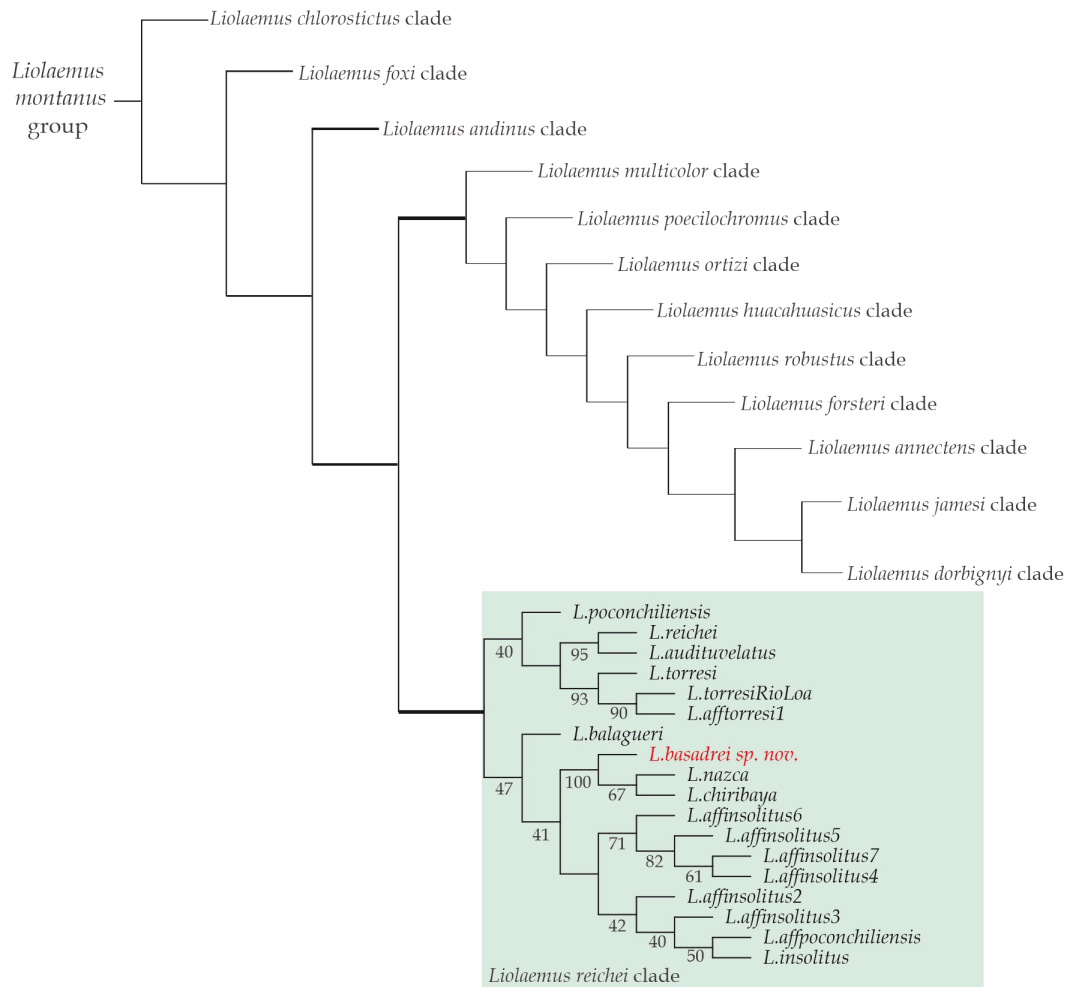 Liolaemus chlorostictus clade
Liolaemus foxi clade
Liolaemus
montanus
group
Liolaemus andinus clade
Liolaemus multicolor clade
Liolaemus poecilochromus clade
Liolaemus ortizi clade
Liolaemus huacahuasicus clade
Liolaemus robustus clade
Liolaemus forsteri clade
Liolaemus annectens clade
Liolaemus jamesi clade
Liolaemus dorbignyi clade
L.poconchiliensis
L.reichei
40
95
L.audituvelatus
L.torresi
93
L.torresiRioLoa
90
L.afftorresi1
L.balagueri
L.basadrei sp. nov.
100
L.nazca
47
67
L.chiribaya
L.affinsolitus6
41
L.affinsolitus5
71
82
L.affinsolitus7
61
L.affinsolitus4
L.affinsolitus2
L.affinsolitus3
42
L.affpoconchiliensis
40
50
L.insolitus
Liolaemus reichei clade